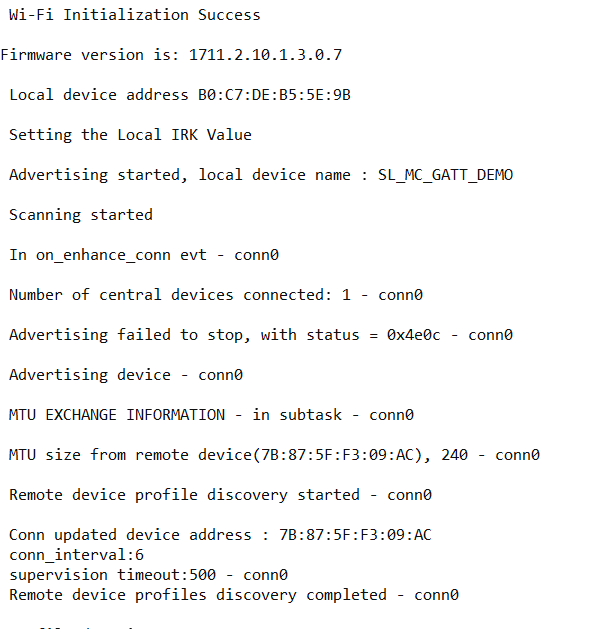 Wi-Fi Initialization Success
Firmware version is: 1711.2.10.1.3.0.7
Local device address B0:C7:DE:B5:5E:9B
Setting the Local IRK Value
Advertising started, local device name : SL_MC_GATT_DEMO
Scanning started
In on_enhance_conn evt - conn0
Number of central devices connected: 1 - conn0
Advertising failed to stop, with status = 0x4e0c - conn0
Advertising device - conn0
MTU EXCHANGE INFORMATION - in subtask - conn0
MTU size from remote device(7B:87:5F:F3:09:AC), 240 - conn0
Remote device profile discovery started - conn0
Conn updated device address : 7B:87:5F:F3:09:AC
conn_interval:6
supervision timeout:500 - conn0
Remote device profiles discovery completed - conn0